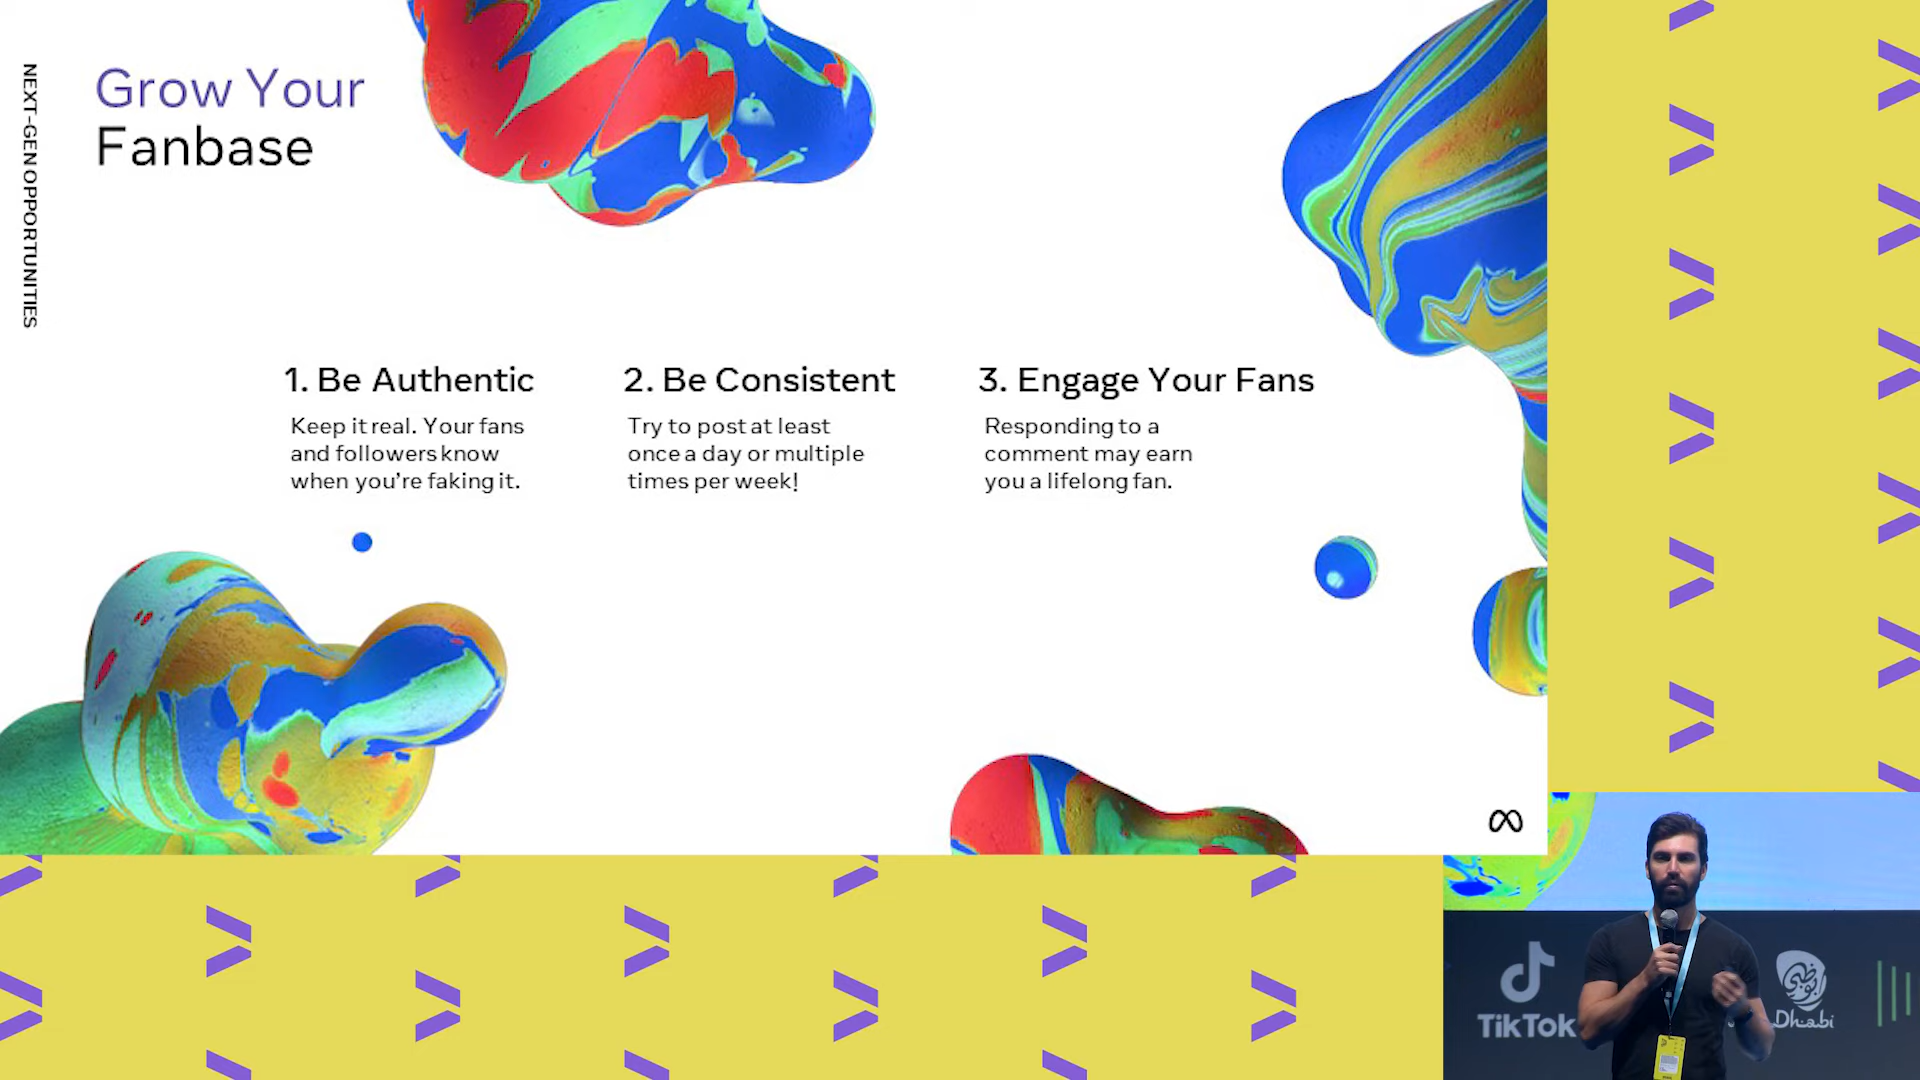 NEXT-GEN OPPORTUNITIES
Grow Your
Fanbase
1. Be Authentic
Keep it real. Your fans
and followers know
when you're faking it.
2. Be Consistent
Try to post at least
once a day or multiple
times per week!
3. Engage Your Fans
Responding to a
comment may earn
you a lifelong fan.
TikTok
أبوظبي
Dhabi